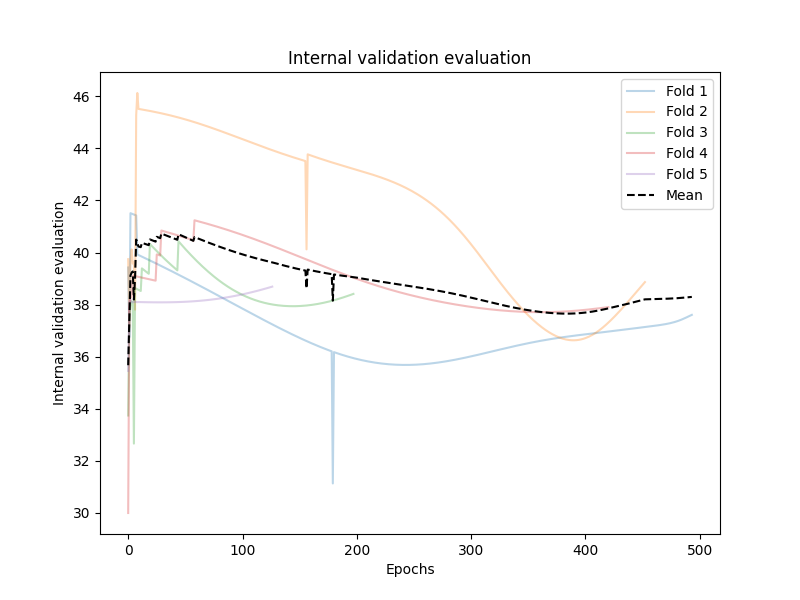 Internal validation evaluation
Internal validation evaluation
46
44
42
40
38
36
34
32
30
0
100
200
300
400
500
Epochs
Fold 1
Fold 2
Fold 3
Fold 4
Fold 5
Mean